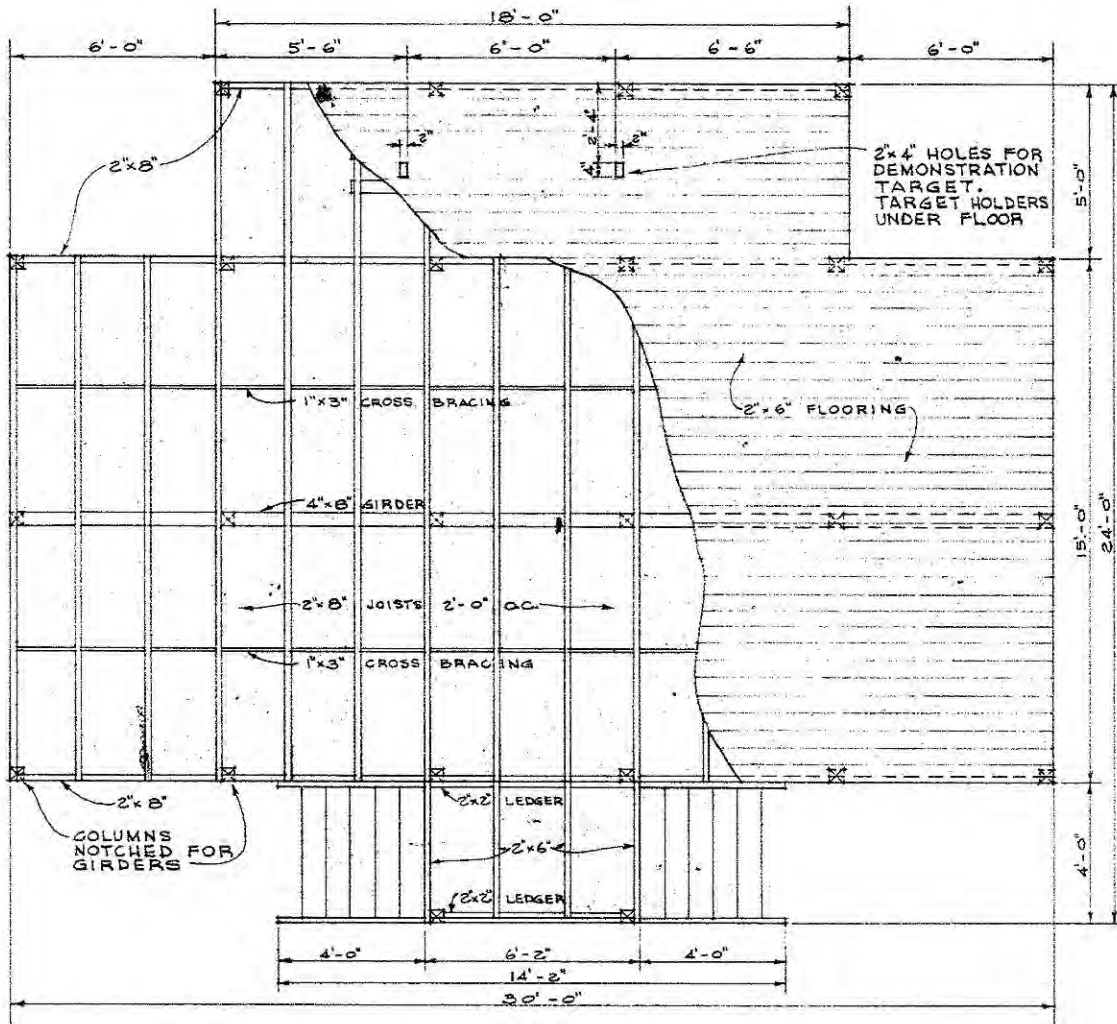 18'-0"
6'-0" 5'-6" 6'-0" 6'-6" 6'-0"
2"x8"
2" 2'-4" 2"
4"
2"x4" HOLES FOR
DEMONSTRATION
TARGET.
TARGET HOLDERS
UNDER FLOOR
5'-0"
1"x3" CROSS BRACING
2"x6" FLOORING
4"x8" GIRDER
15'-0"
24'-0"
2"x8" JOISTS 2'-0" O.C.
1"x3" CROSS BRACING
2"x8"
2"x2" LEDGER
COLUMNS
NOTCHED FOR
GIRDERS
2"x6"
4'-0"
2"x2" LEDGER
4'-0" 6'-2" 4'-0"
14'-2"
30'-0"